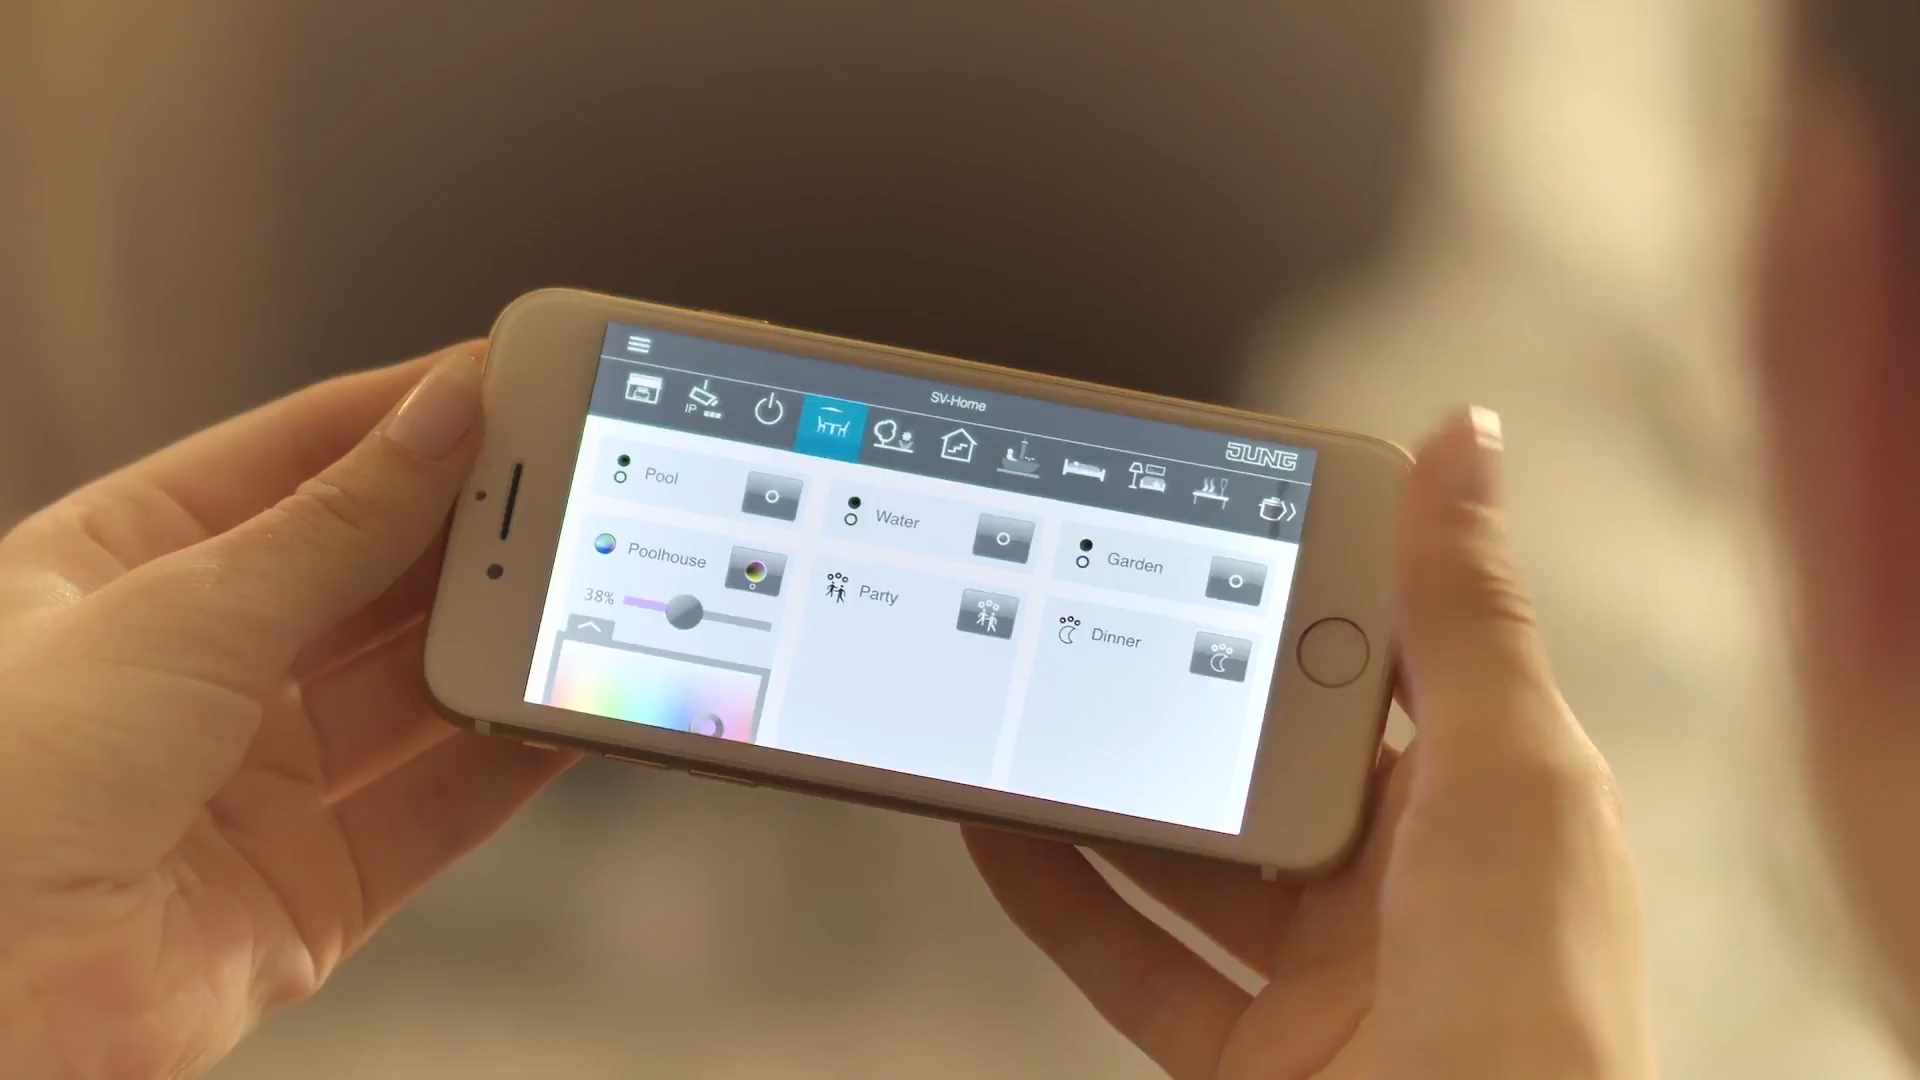 SV-Home
JUNG
IP
Pool
Water
Garden
Poolhouse
38%
Party
Dinner